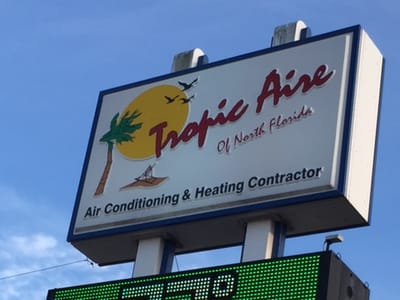 Tropic Aire
Of North Florida
Air Conditioning & Heating Contractor